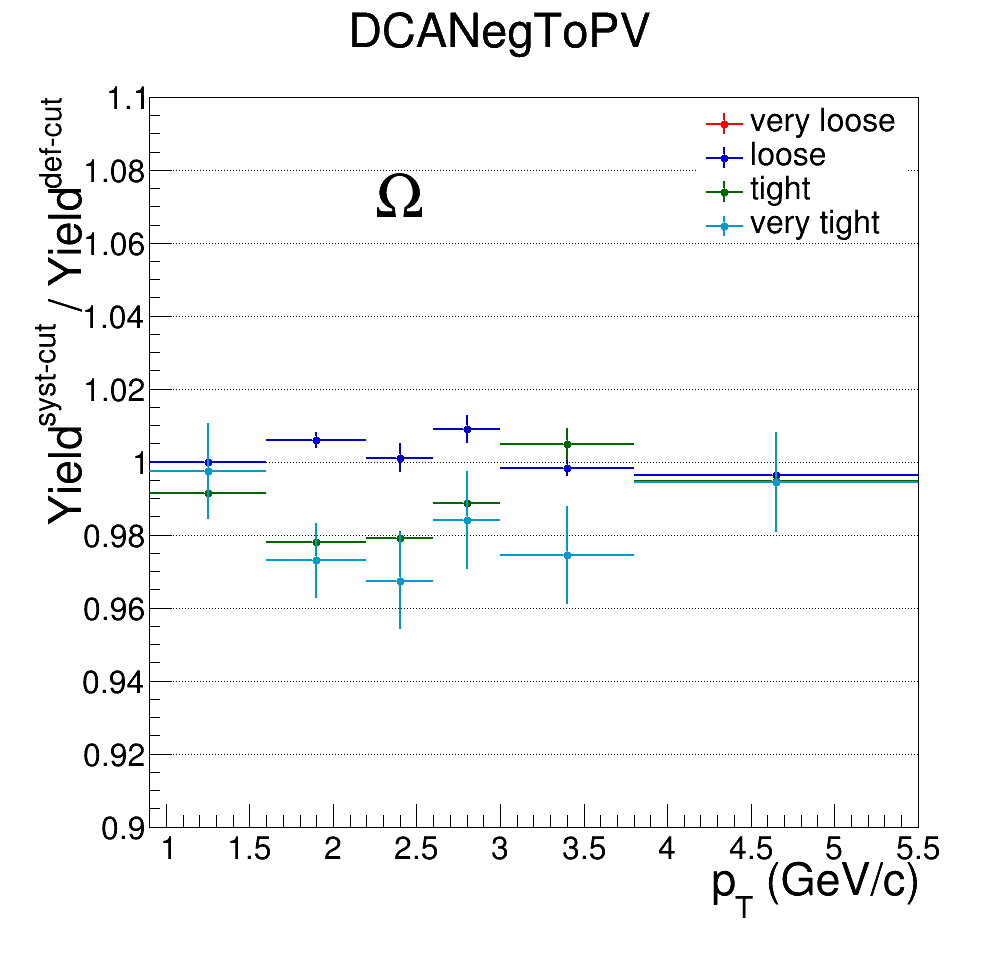 DCANegToPV
Yield^syst-cut / Yield^def-cut
1.1
1.08
1.06
1.04
1.02
1
0.98
0.96
0.94
0.92
0.9
Ω
very loose
loose
tight
very tight
1 1.5 2 2.5 3 3.5 4 4.5 5 5.5
p_T (GeV/c)